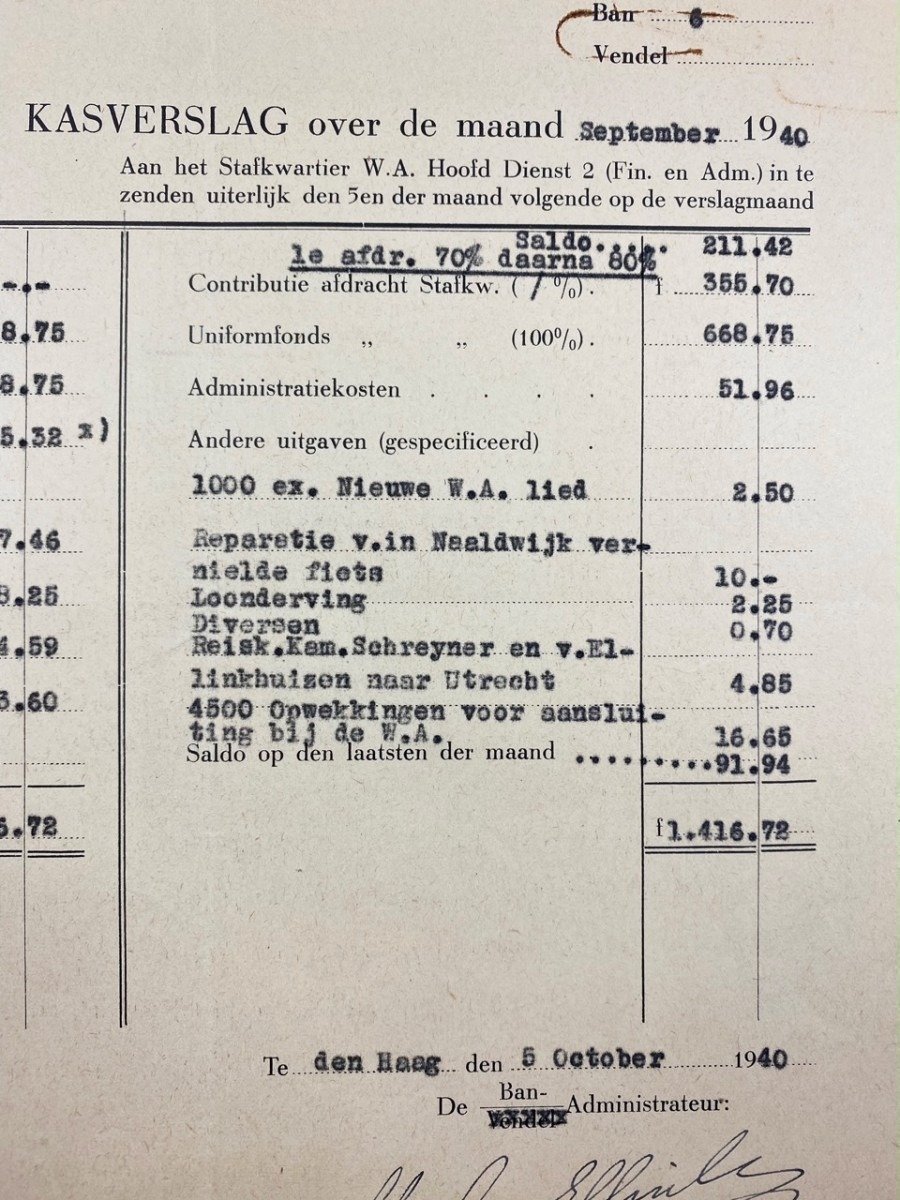 Ban 6
Vendel
KASVERSLAG over de maand September 1940
Aan het Stafkwartier W.A. Hoofd Dienst 2 (Fin. en Adm.) in te
zenden uiterlijk den 5en der maand volgende op de verslagmaand
Saldo.... 211.42
1e afdr. 70% daarna 80%
-.- Contributie afdracht Stafkw. ( / %) . f 355.70
8.75 Uniformfonds „ „ (100%) . 668.75
8.75 Administratiekosten . . . . 51.96
5.32 x) Andere uitgaven (gespecificeerd) .
1000 ex. Nieuwe W.A. lied 2.50
7.46 Reparatie v.in Naaldwijk ver-
nielde fiets 10.-
8.25 Loonderving 2.25
Diversen 0.70
4.59 Reisk.Kam.Schreyner en v.El-
linkhuizen naar Utrecht 4.85
3.60 4500 Opwekkingen voor aanslui-
ting bij de W.A. 16.65
Saldo op den laatsten der maand .........91.94
6.72 f 1.416.72
Te den Haag den 5 October 1940
De Ban- Administrateur:
Vendel